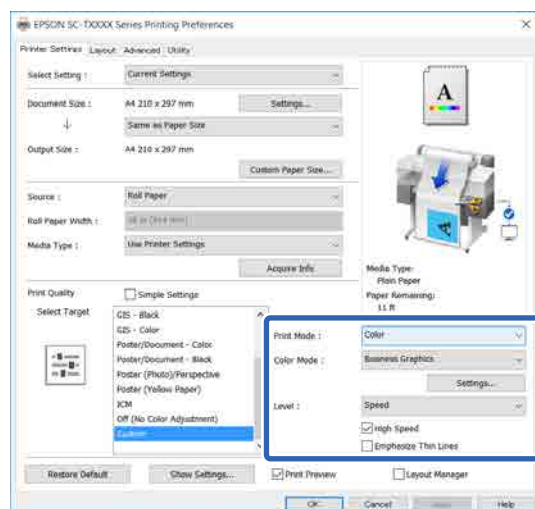 EPSON SC-TXXXX Series Printing Preferences
Printer Settings Layout Advanced Utility
Select Setting : Current Settings
Document Size : A4 210 x 297 mm Settings...
Same as Paper Size
Output Size : A4 210 x 297 mm
Custom Paper Size...
Source : Roll Paper
Roll Paper Width :
Media Type : Use Printer Settings
Acquire Info
A
Media Type:
Plain Paper
Paper Remaining:
11 ft
Print Quality Simple Settings
Select Target
GIS - Black
GIS - Color
Poster/Document - Color
Poster/Document - Black
Poster (Photo)/Perspective
Poster (Yellow Paper)
ICM
Off (No Color Adjustment)
Custom
Print Mode : Color
Color Mode : Business Graphics
Settings...
Level : Speed
High Speed
Emphasize Thin Lines
Restore Default Show Settings... Print Preview Layout Manager
OK Cancel Help